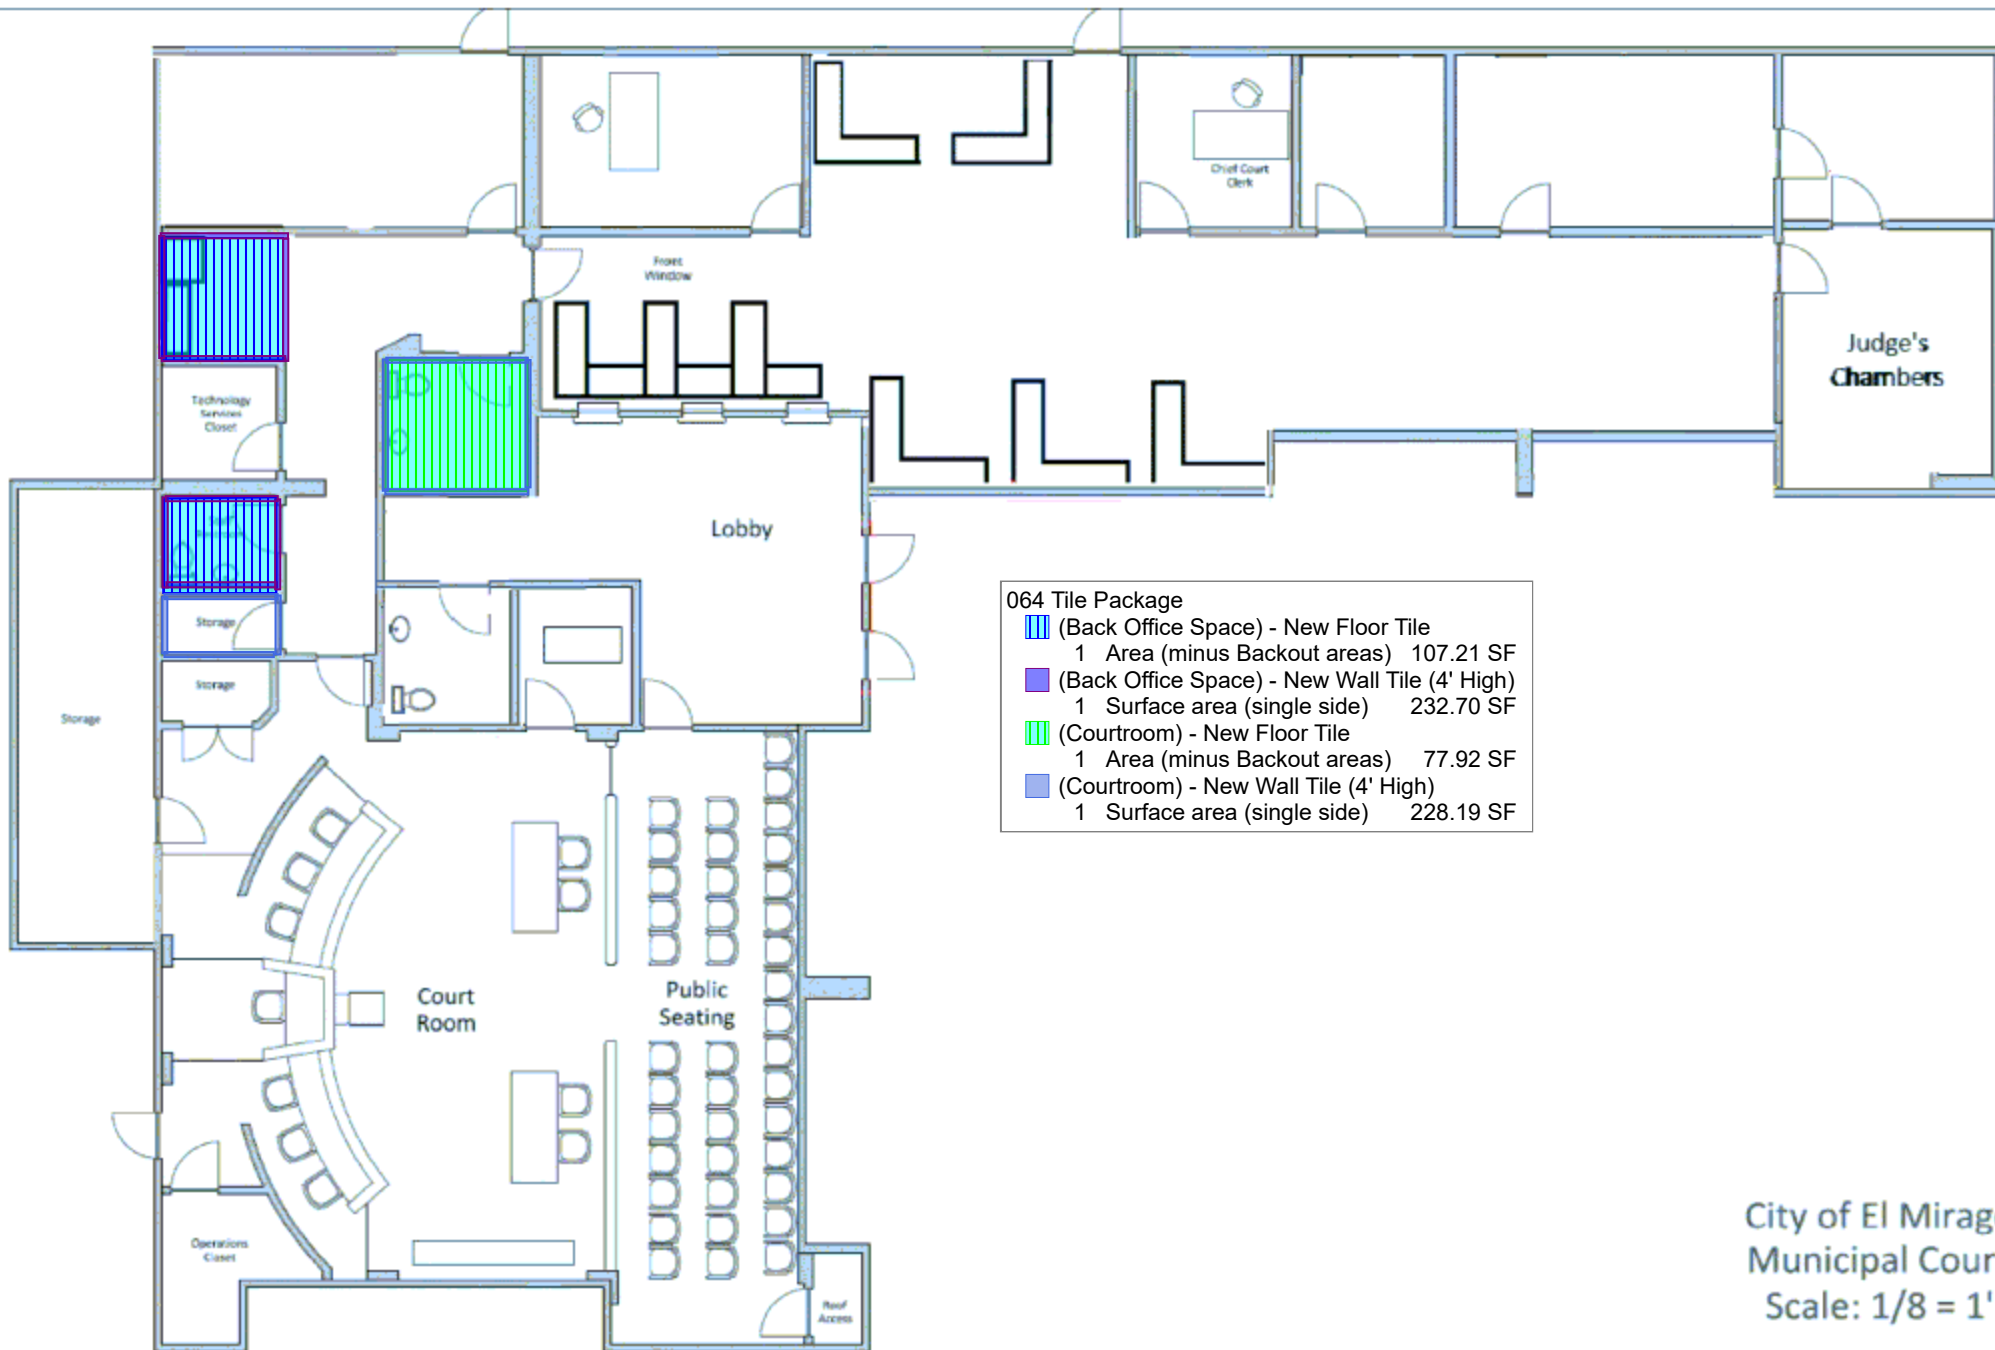 Chief Court
Clerk
Front
Window
Judge's
Chambers
Technology
Services
Closet
Lobby
Storage
Storage
Storage
064 Tile Package
(Back Office Space) - New Floor Tile
1 Area (minus Backout areas) 107.21 SF
(Back Office Space) - New Wall Tile (4' High)
1 Surface area (single side) 232.70 SF
(Courtroom) - New Floor Tile
1 Area (minus Backout areas) 77.92 SF
(Courtroom) - New Wall Tile (4' High)
1 Surface area (single side) 228.19 SF
Court
Room
Public
Seating
Operations
Closet
Roof
Access
City of El Mirag
Municipal Cour
Scale: 1/8 = 1'